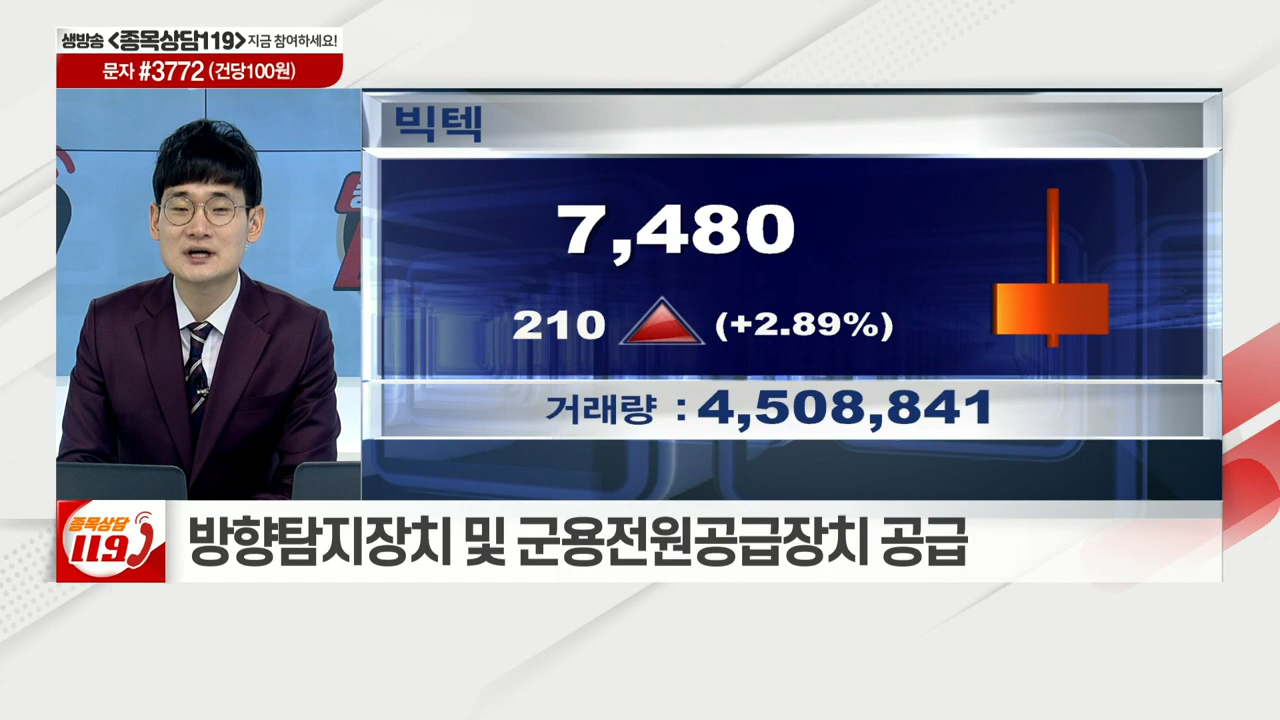 생방송 <종목상담119> 지금 참여하세요!
문자 #3772 (건당100원)
빅텍
7,480
210 ▲ (+2.89%)
거래량 : 4,508,841
종목상담
119
방향탐지장치 및 군용전원공급장치 공급